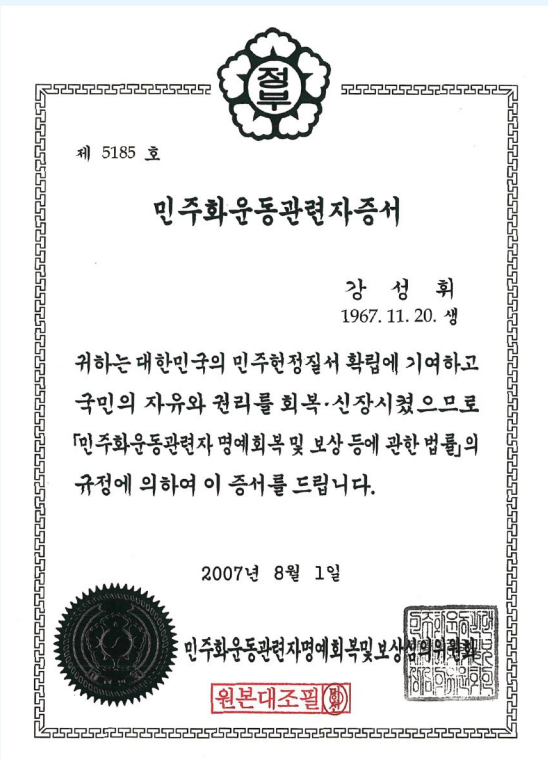 정부
제 5185 호
민주화운동관련자증서
강 성 휘
1967. 11. 20. 생
귀하는 대한민국의 민주헌정질서 확립에 기여하고
국민의 자유와 권리를 회복·신장시켰으므로
「민주화운동관련자 명예회복 및 보상 등에 관한 법률」의
규정에 의하여 이 증서를 드립니다.
2007년 8월 1일
민주화운동관련자명예회복및보상심의위원회
원본대조필